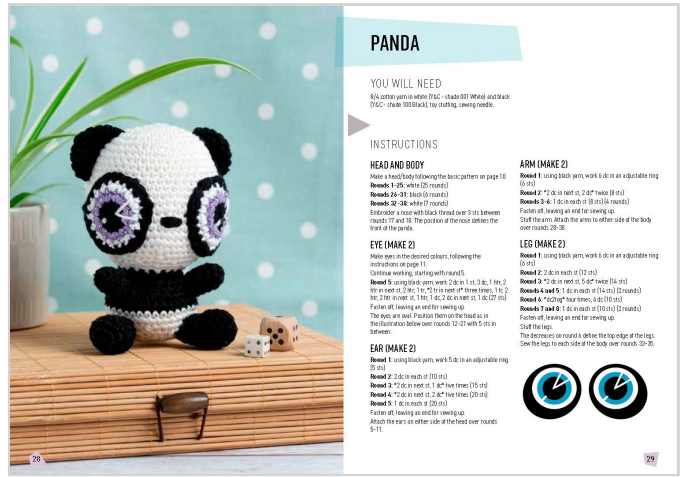 PANDA
YOU WILL NEED
8/4 cotton yarn in white (Y&C - shade 001 White) and black
(Y&C - shade 100 Black), toy stuffing, sewing needle.
INSTRUCTIONS
HEAD AND BODY
Make a head/body following the basic pattern on page 10.
Rounds 1–25: white (25 rounds)
Rounds 26–31: black (6 rounds)
Rounds 32–38: white (7 rounds)
Embroider a nose with black thread over 3 sts between
rounds 17 and 18. The position of the nose defines the
front of the panda.
EYE (MAKE 2)
Make eyes in the desired colours, following the
instructions on page 11.
Continue working, starting with round 5.
Round 5: using black yarn, work 2 dc in 1 st, 3 dc, 1 htr, 2
htr in next st, 2 htr, 1 tr, *2 tr in next st* three times, 1 tr, 2
htr, 2 htr in next st, 1 htr, 1 dc, 2 dc in next st, 1 dc (27 sts)
Fasten off, leaving an end for sewing up.
The eyes are oval. Position them on the head as in
the illustration below over rounds 12–21 with 5 sts in
between.
EAR (MAKE 2)
Round 1: using black yarn, work 5 dc in an adjustable ring
(5 sts)
Round 2: 2 dc in each st (10 sts)
Round 3: *2 dc in next st, 1 dc* five times (15 sts)
Round 4: *2 dc in next st, 2 dc* five times (20 sts)
Round 5: 1 dc in each st (20 sts)
Fasten off, leaving an end for sewing up.
Attach the ears on either side of the head over rounds
5–11.
ARM (MAKE 2)
Round 1: using black yarn, work 6 dc in an adjustable ring
(6 sts)
Round 2: *2 dc in next st, 2 dc* twice (8 sts)
Rounds 3–6: 1 dc in each st (8 sts) (4 rounds)
Fasten off, leaving an end for sewing up.
Stuff the arm. Attach the arms to either side of the body
over rounds 28–30.
LEG (MAKE 2)
Round 1: using black yarn, work 6 dc in an adjustable ring
(6 sts)
Round 2: 2 dc in each st (12 sts)
Round 3: *2 dc in next st, 5 dc* twice (14 sts)
Rounds 4 and 5: 1 dc in each st (14 sts) (2 rounds)
Round 6: *dc2tog* four times, 6 dc (10 sts)
Rounds 7 and 8: 1 dc in each st (10 sts) (2 rounds)
Fasten off, leaving an end for sewing up.
Stuff the legs.
The decreases on round 6 define the top edge of the legs.
Sew the legs to each side of the body over rounds 33–35.
28
29